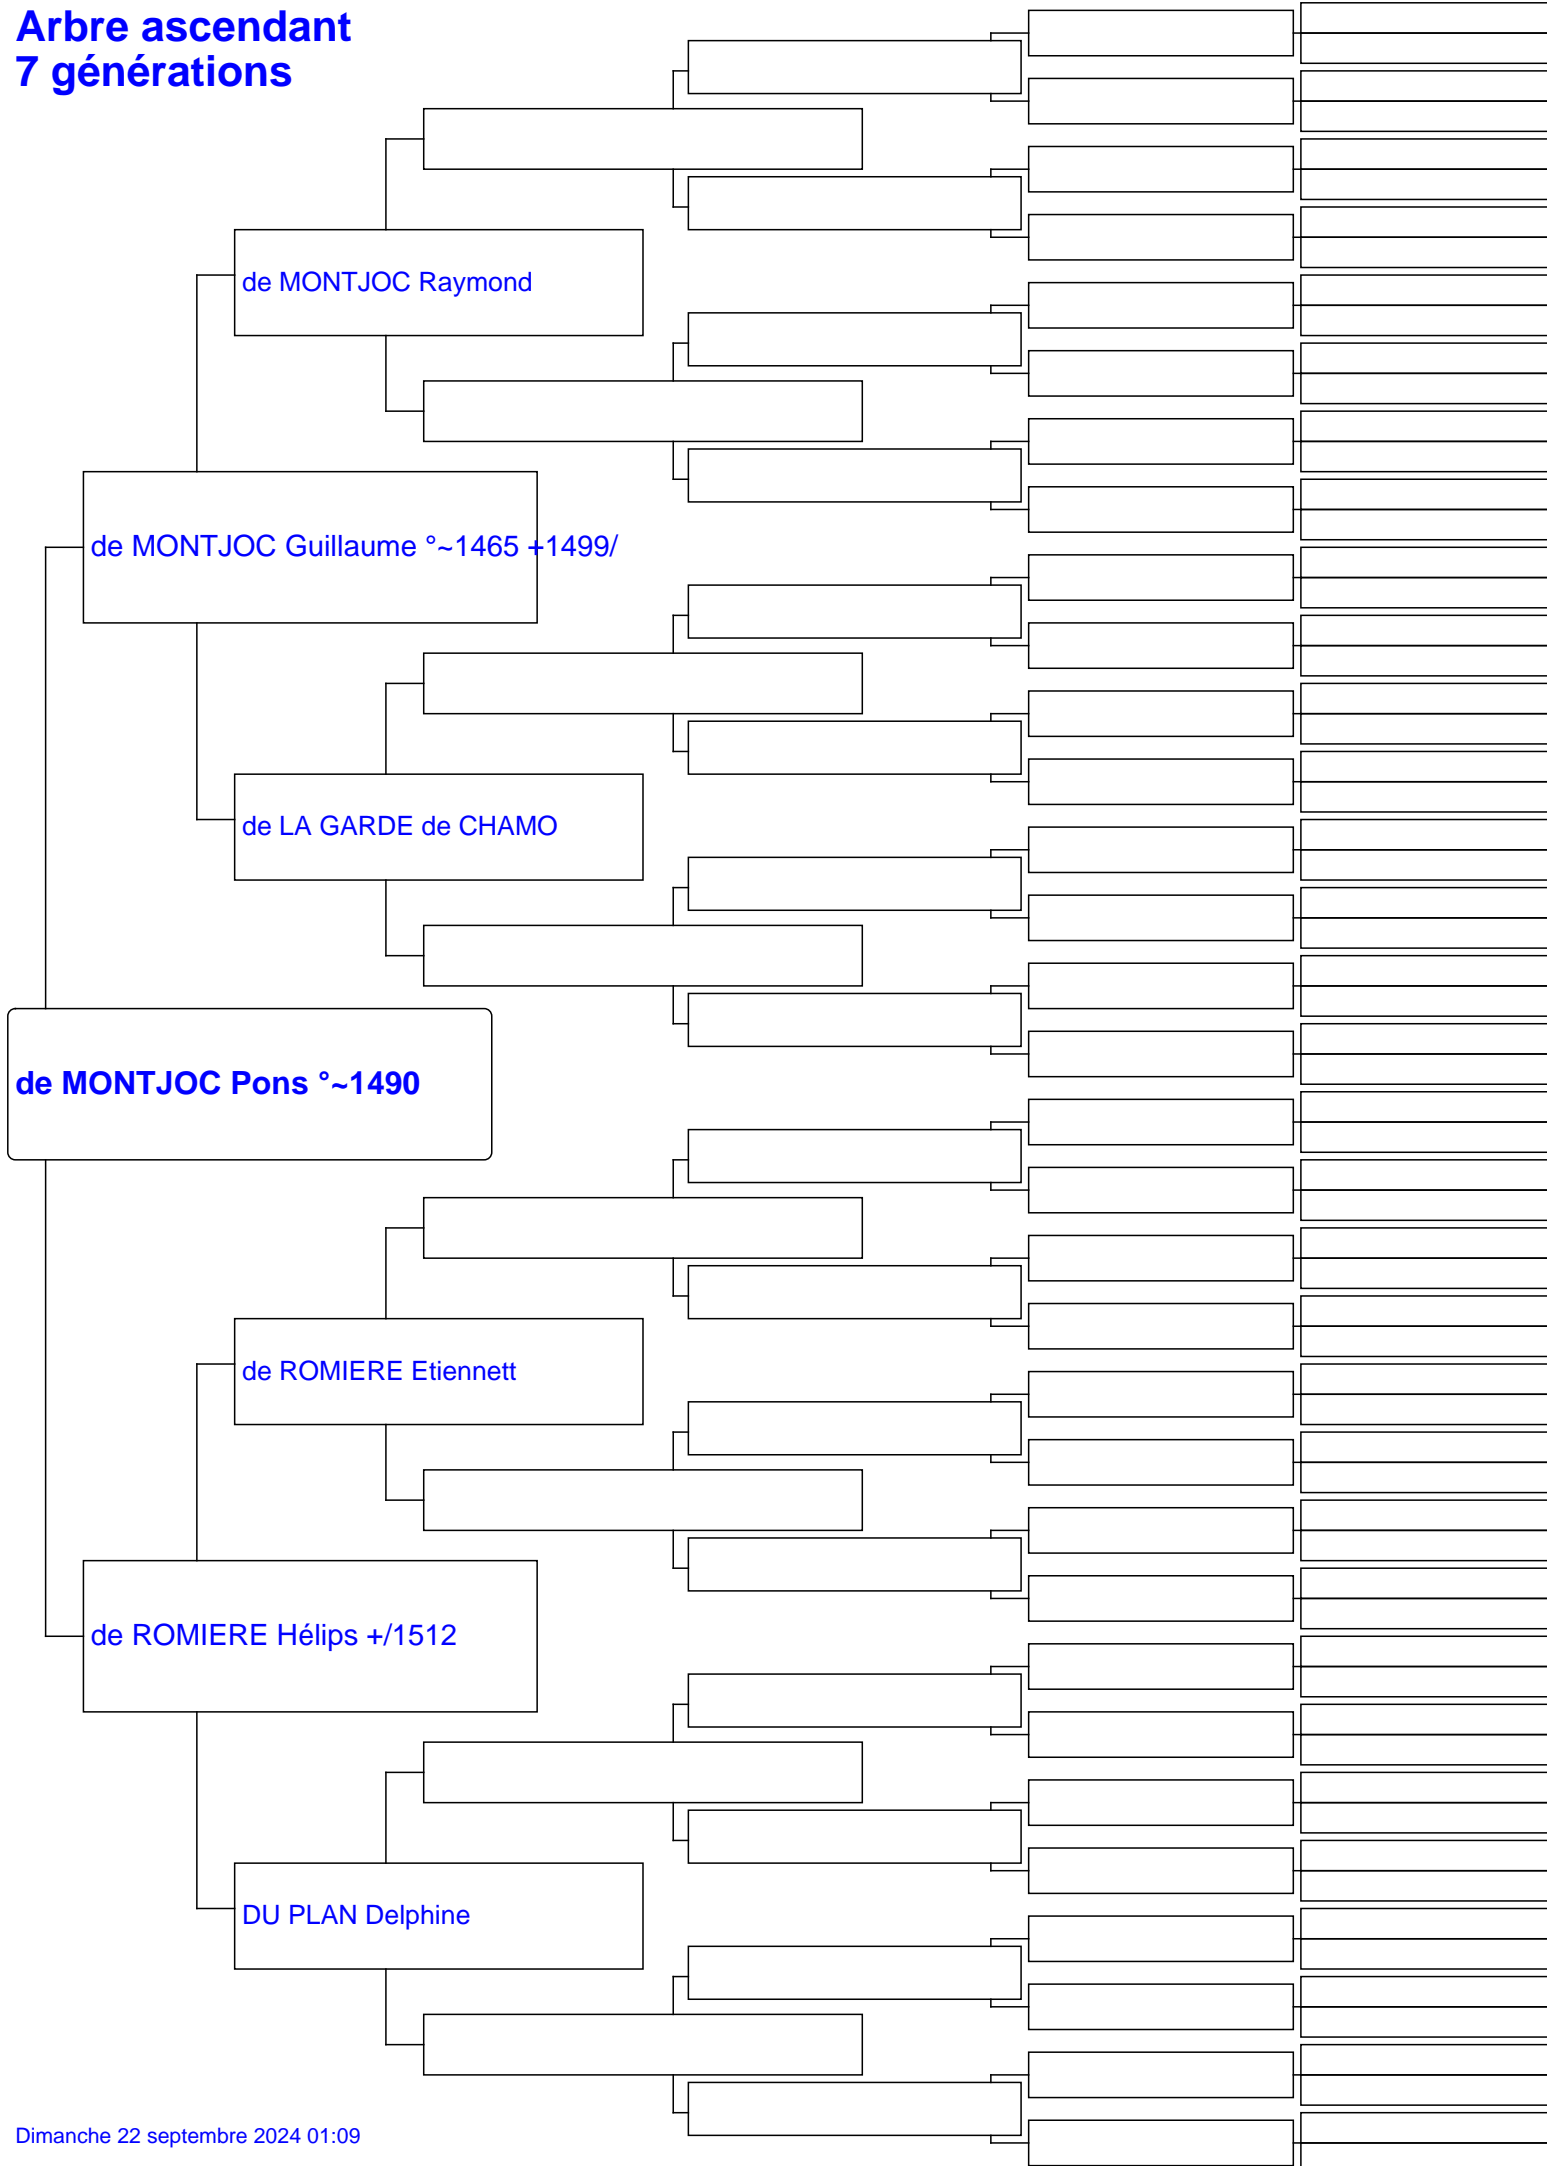 Arbre ascendant
7 générations
de MONTJOC Raymond
de MONTJOC Guillaume °~1465 +1499/
de LA GARDE de CHAMO
de MONTJOC Pons °~1490
de ROMIERE Etiennett
de ROMIERE Hélips +/1512
DU PLAN Delphine
Dimanche 22 septembre 2024 01:09